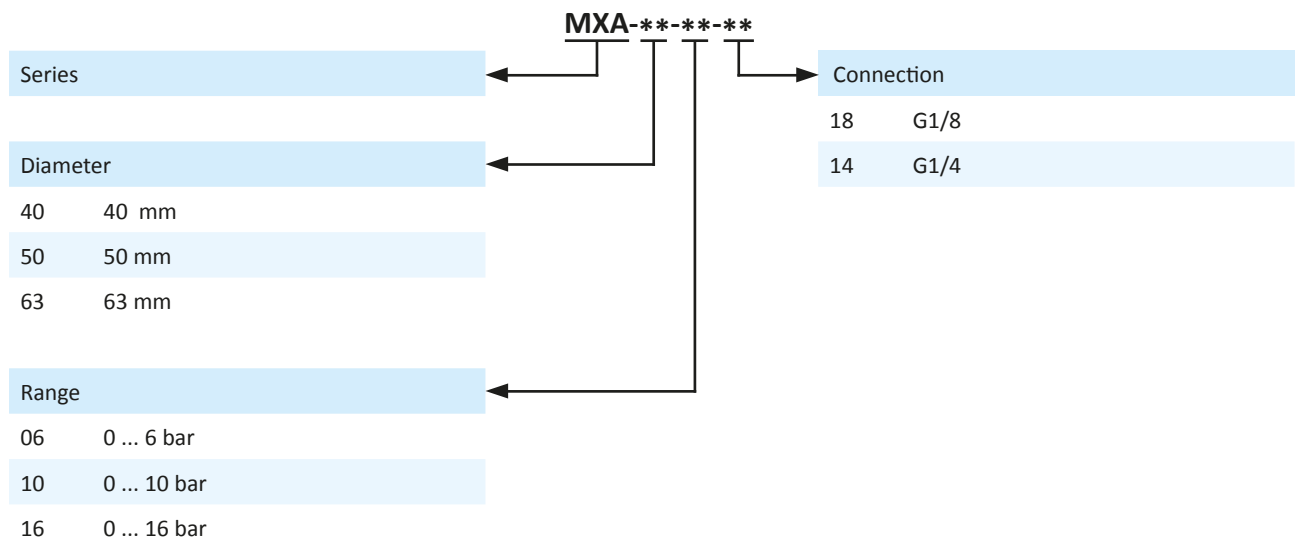 MXA-**-**-**
Series
Connection
18 G1/8
14 G1/4
Diameter
40 40 mm
50 50 mm
63 63 mm
Range
06 0 ... 6 bar
10 0 ... 10 bar
16 0 ... 16 bar